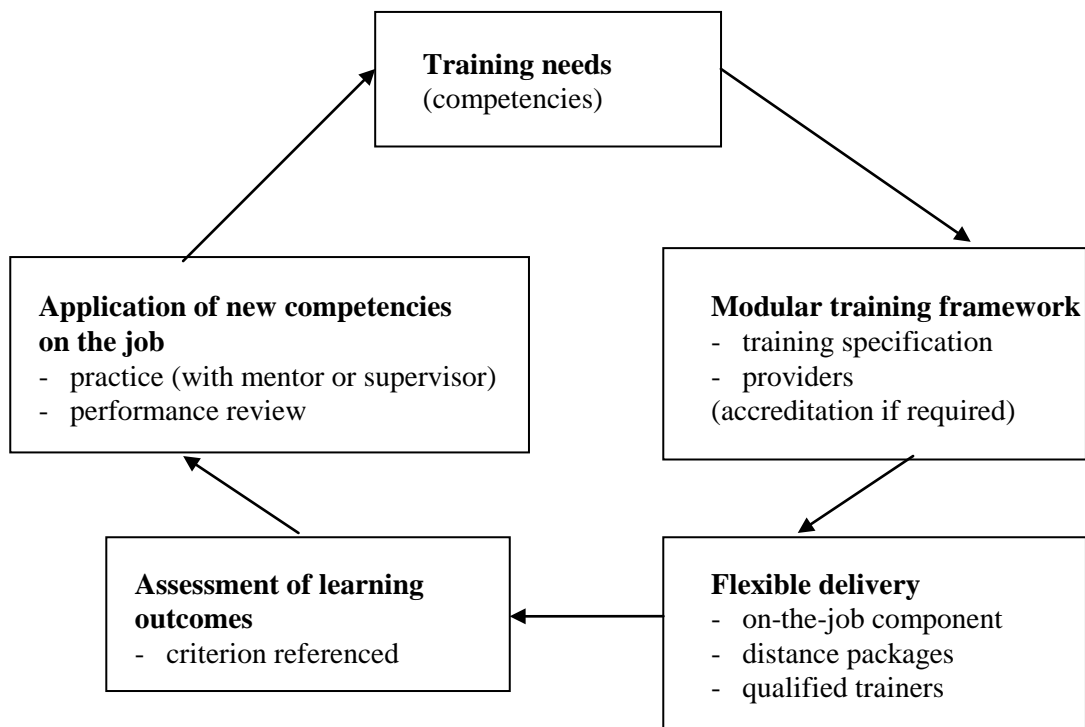 Training needs
(competencies)
Application of new competencies
on the job
- practice (with mentor or supervisor)
- performance review
Modular training framework
- training specification
- providers
(accreditation if required)
Assessment of learning
outcomes
- criterion referenced
Flexible delivery
- on-the-job component
- distance packages
- qualified trainers